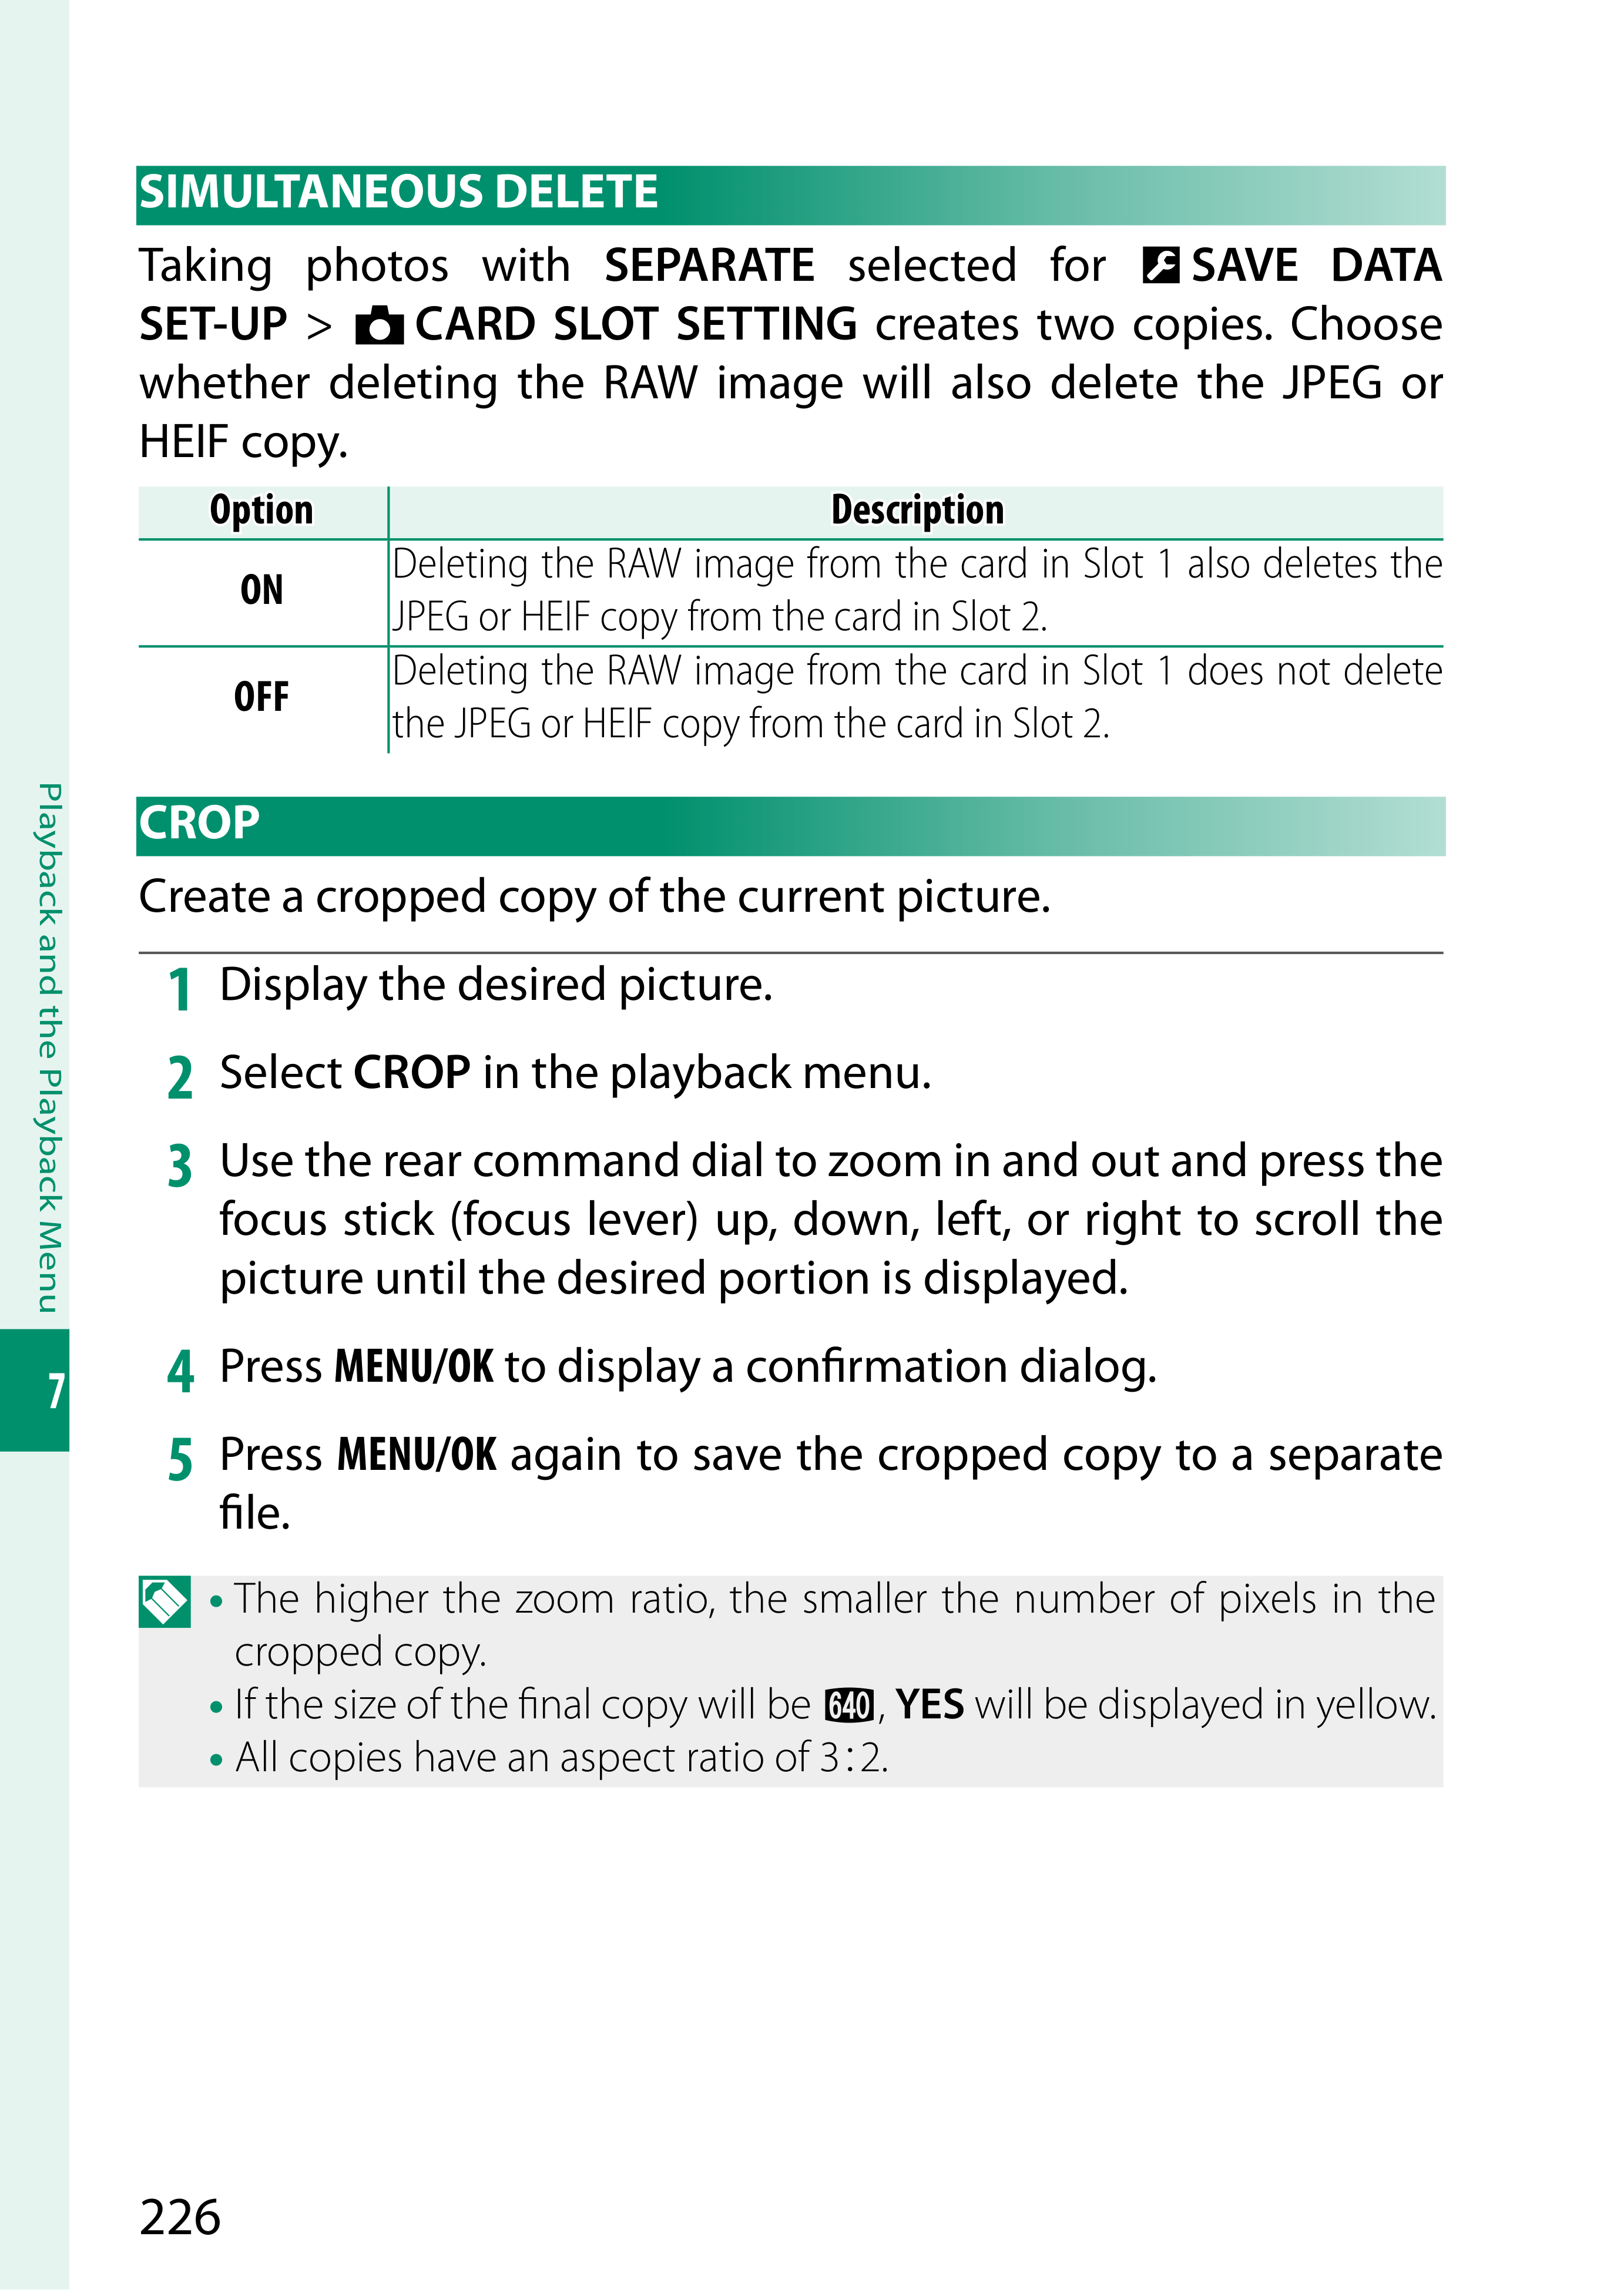 SIMULTANEOUS DELETE
Taking photos with SEPARATE selected for SAVE DATA
SET-UP > CARD SLOT SETTING creates two copies. Choose
whether deleting the RAW image will also delete the JPEG or
HEIF copy.
Option Description
ON
Deleting the RAW image from the card in Slot 1 also deletes the
JPEG or HEIF copy from the card in Slot 2.
OFF
Deleting the RAW image from the card in Slot 1 does not delete
the JPEG or HEIF copy from the card in Slot 2.
CROP
Create a cropped copy of the current picture.
1 Display the desired picture.
2 Select CROP in the playback menu.
3 Use the rear command dial to zoom in and out and press the
focus stick (focus lever) up, down, left, or right to scroll the
picture until the desired portion is displayed.
4 Press MENU/OK to display a confirmation dialog.
5 Press MENU/OK again to save the cropped copy to a separate
file.
• The higher the zoom ratio, the smaller the number of pixels in the
cropped copy.
• If the size of the final copy will be 640, YES will be displayed in yellow.
• All copies have an aspect ratio of 3:2.
Playback and the Playback Menu
7
226